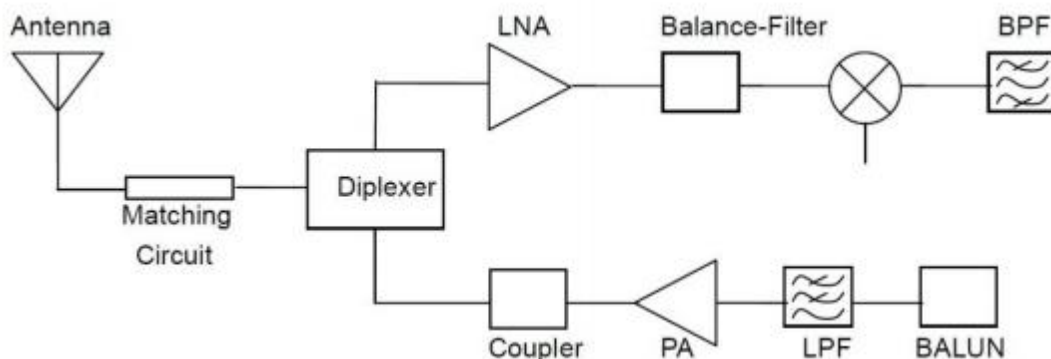 Antenna
LNA
Balance-Filter
BPF
Diplexer
Matching
Circuit
Coupler
PA
LPF
BALUN